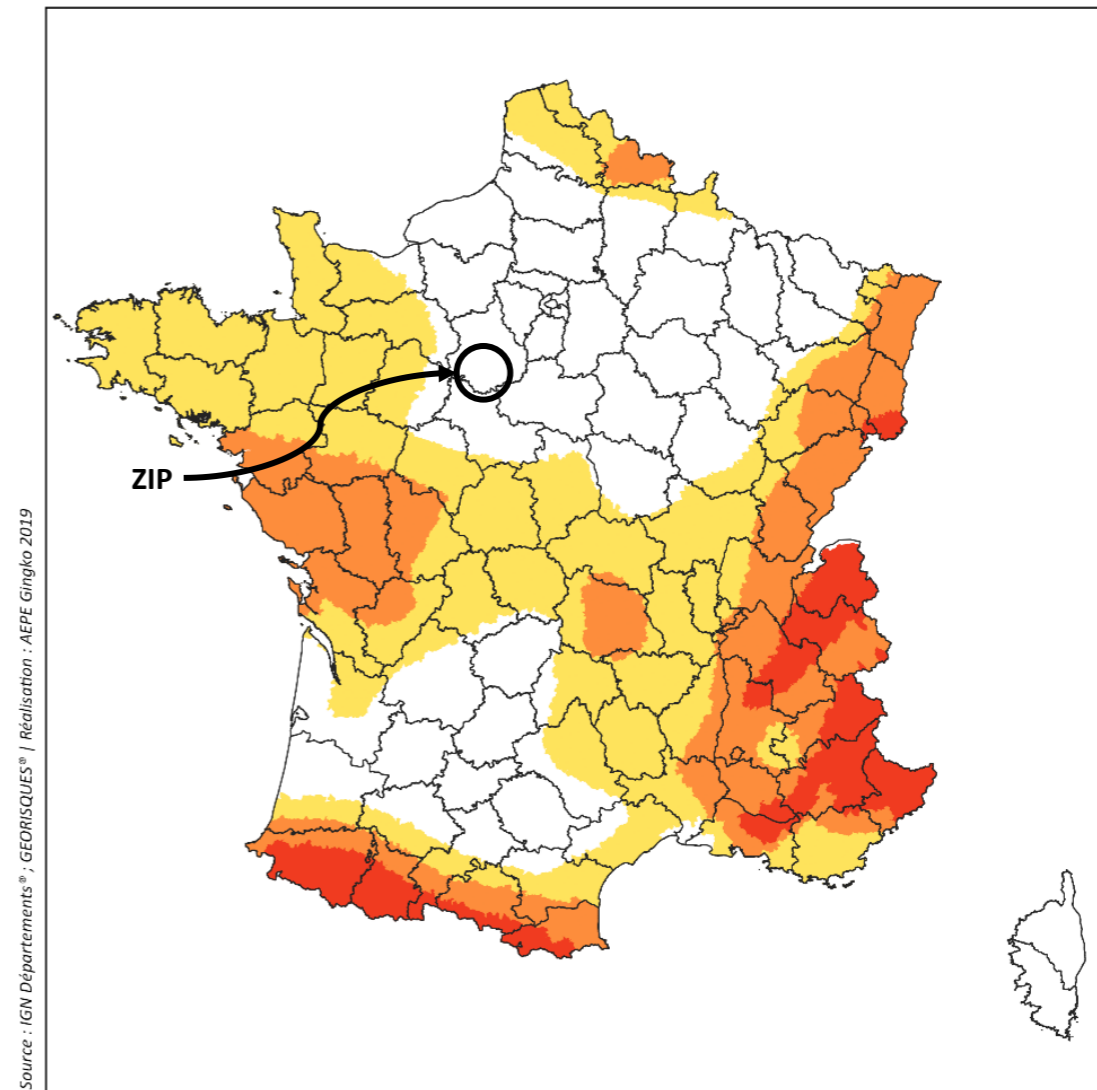 ZIP
Source : IGN Départements® ; GEORISQUES® | Réalisation : AEPE Gingko 2019